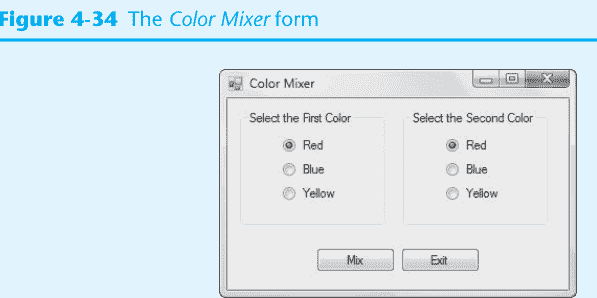 Figure 4-34 The Color Mixer form
Color Mixer
Select the First Color
Red
Blue
Yellow
Select the Second Color
Red
Blue
Yellow
Mix
Exit